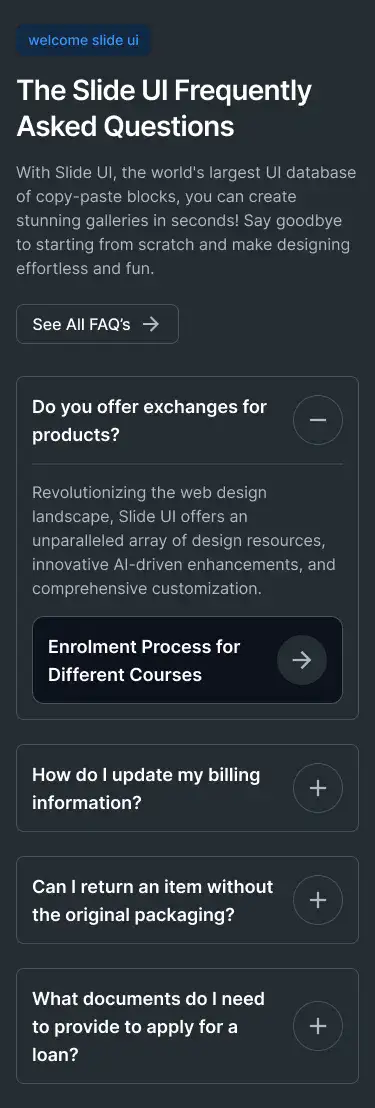 welcome slide ui
The Slide UI Frequently
Asked Questions
With Slide UI, the world's largest UI database
of copy-paste blocks, you can create
stunning galleries in seconds! Say goodbye
to starting from scratch and make designing
effortless and fun.
See All FAQ’s
Do you offer exchanges for
products?
Revolutionizing the web design
landscape, Slide UI offers an
unparalleled array of design resources,
innovative AI-driven enhancements, and
comprehensive customization.
Enrolment Process for
Different Courses
How do I update my billing
information?
Can I return an item without
the original packaging?
What documents do I need
to provide to apply for a
loan?